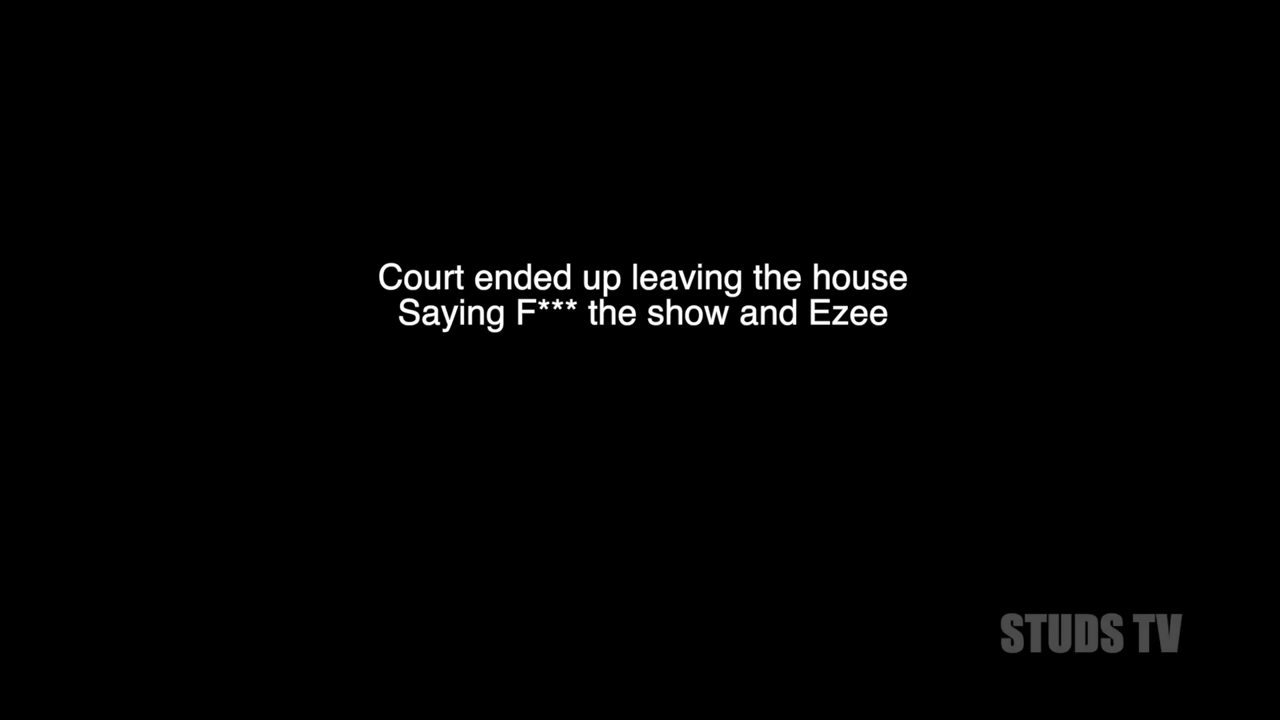 Court ended up leaving the house
Saying F*** the show and Ezee
STUDS TV